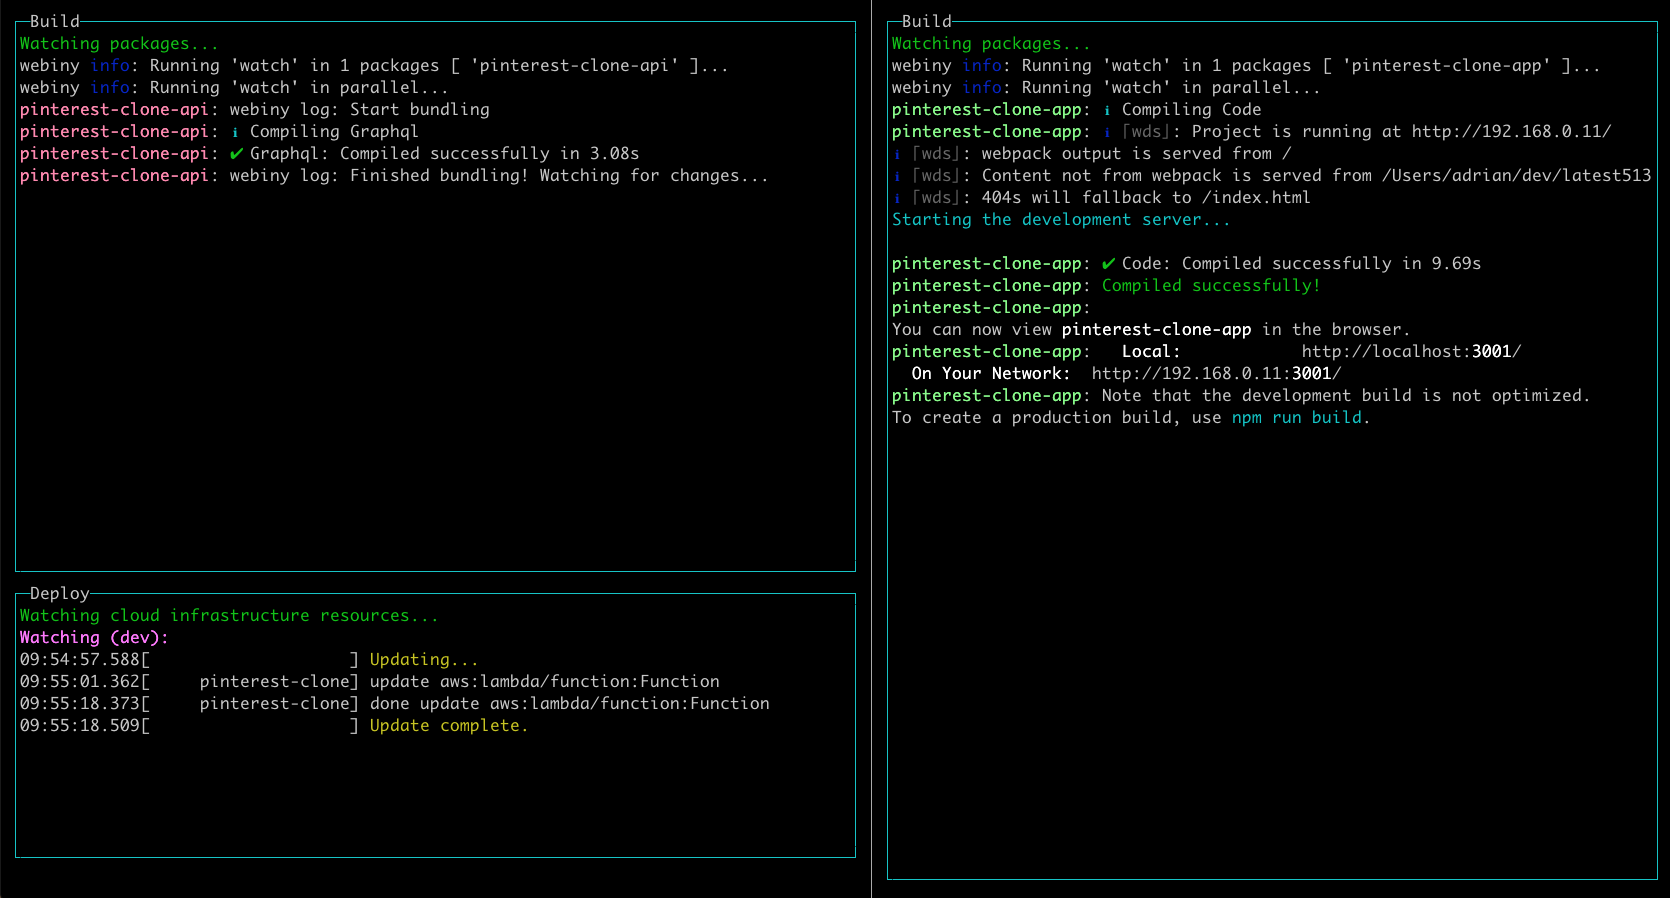 Build
Watching packages...
webiny info: Running 'watch' in 1 packages [ 'pinterest-clone-api' ]...
webiny info: Running 'watch' in parallel...
pinterest-clone-api: webiny log: Start bundling
pinterest-clone-api: ℹ Compiling Graphql
pinterest-clone-api: ✔ Graphql: Compiled successfully in 3.08s
pinterest-clone-api: webiny log: Finished bundling! Watching for changes...
Deploy
Watching cloud infrastructure resources...
Watching (dev):
09:54:57.588[                    ] Updating...
09:55:01.362[     pinterest-clone] update aws:lambda/function:Function
09:55:18.373[     pinterest-clone] done update aws:lambda/function:Function
09:55:18.509[                    ] Update complete.
Build
Watching packages...
webiny info: Running 'watch' in 1 packages [ 'pinterest-clone-app' ]...
webiny info: Running 'watch' in parallel...
pinterest-clone-app: ℹ Compiling Code
pinterest-clone-app: ℹ ⌈wds⌋: Project is running at http://192.168.0.11/
ℹ ⌈wds⌋: webpack output is served from /
ℹ ⌈wds⌋: Content not from webpack is served from /Users/adrian/dev/latest513
ℹ ⌈wds⌋: 404s will fallback to /index.html
Starting the development server...
pinterest-clone-app: ✔ Code: Compiled successfully in 9.69s
pinterest-clone-app: Compiled successfully!
pinterest-clone-app:
You can now view pinterest-clone-app in the browser.
pinterest-clone-app:   Local:            http://localhost:3001/
  On Your Network:  http://192.168.0.11:3001/
pinterest-clone-app: Note that the development build is not optimized.
To create a production build, use npm run build.